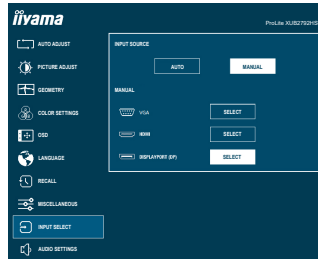 iiyama
ProLite XUB2792HS
AUTO ADJUST
PICTURE ADJUST
GEOMETRY
COLOR SETTINGS
OSD
LANGUAGE
RECALL
MISCELLANEOUS
INPUT SELECT
AUDIO SETTINGS
INPUT SOURCE
AUTO
MANUAL
MANUAL
VGA
SELECT
HDMI
SELECT
DISPLAYPORT (DP)
SELECT